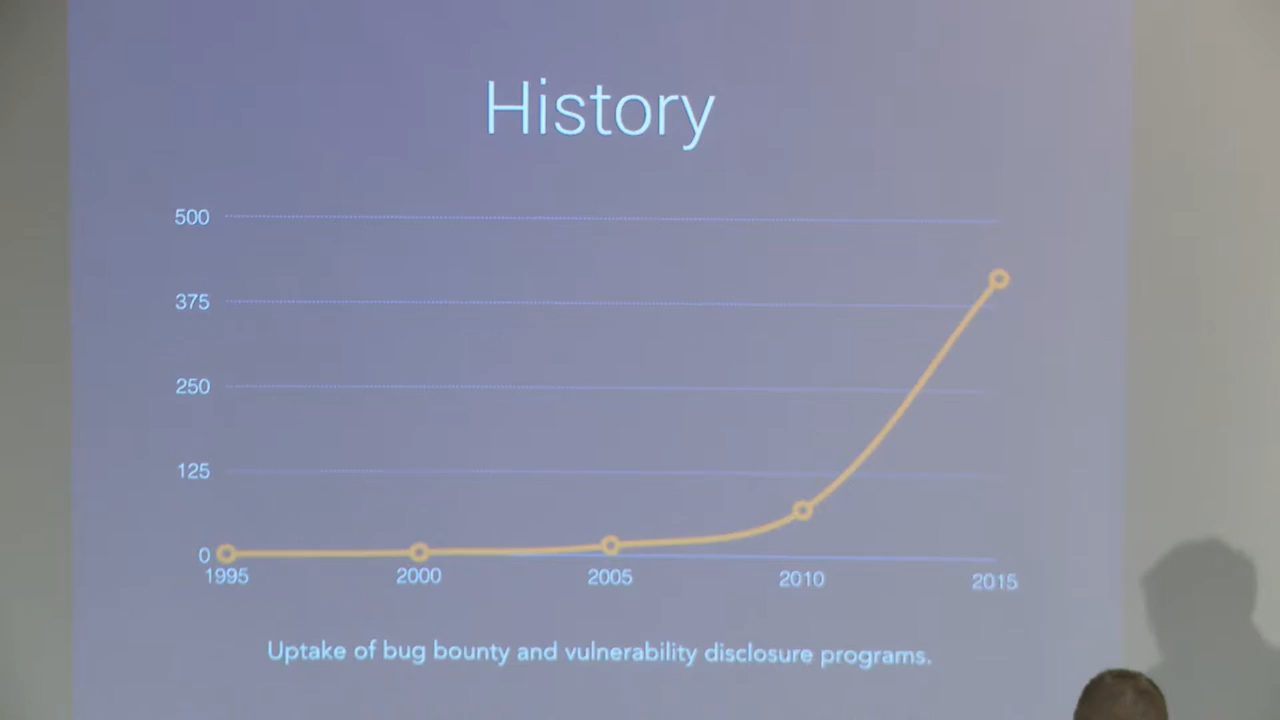 History
500
375
250
125
0
1995 2000 2005 2010 2015
Uptake of bug bounty and vulnerability disclosure programs.